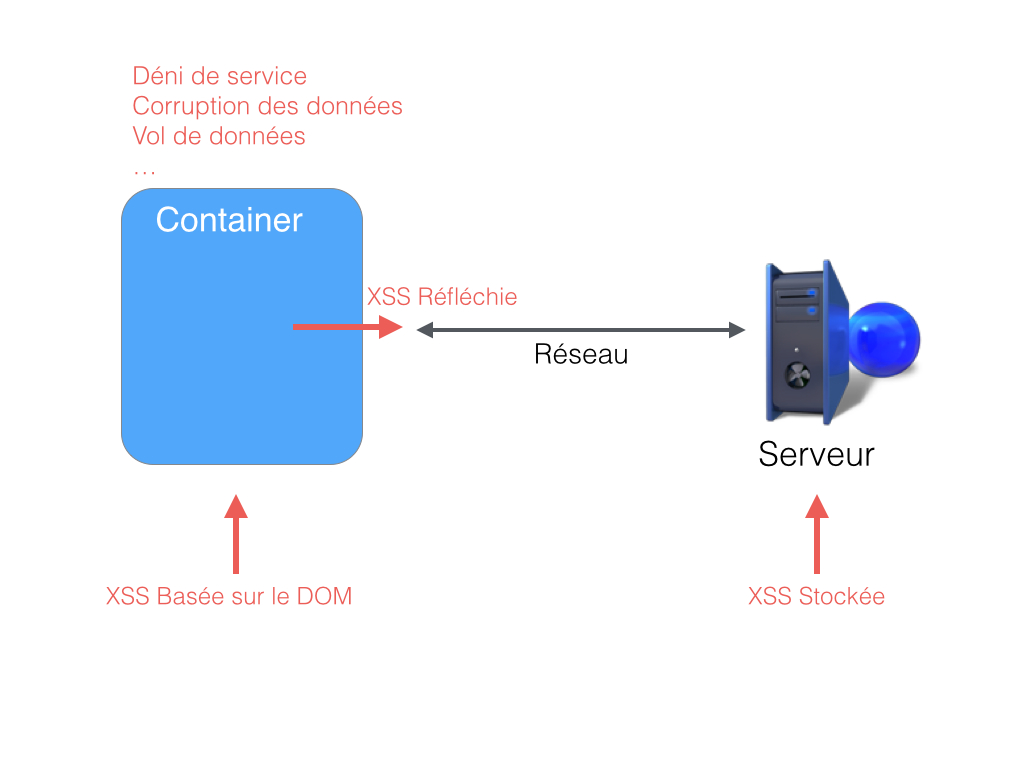 Déni de service
Corruption des données
Vol de données
…
Container
XSS Réfléchie
Réseau
Serveur
XSS Basée sur le DOM
XSS Stockée